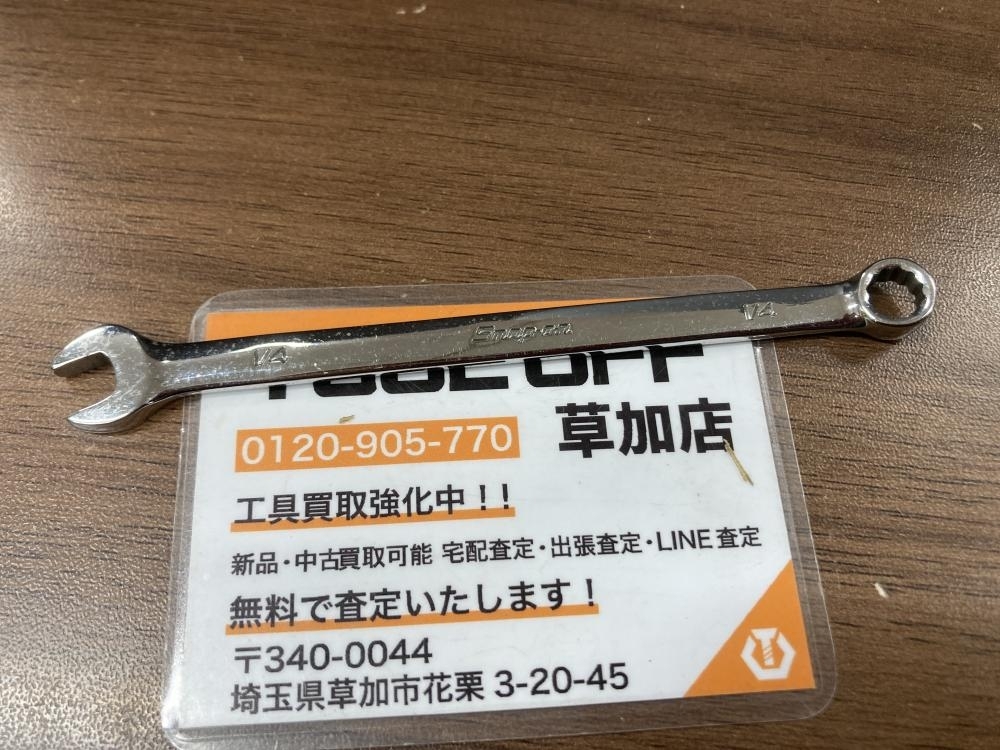 1/4 Snap-on 1/4
OFF
草加店
0120-905-770
工具買取強化中！！
新品・中古買取可能 宅配査定・出張査定・LINE査定
無料で査定いたします！
〒340-0044
埼玉県草加市花栗 3-20-45